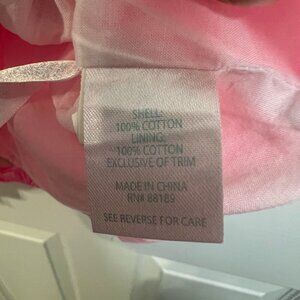 SHELL:
100% COTTON
LINING:
100% COTTON
EXCLUSIVE OF TRIM
MADE IN CHINA
RN# 88189
SEE REVERSE FOR CARE